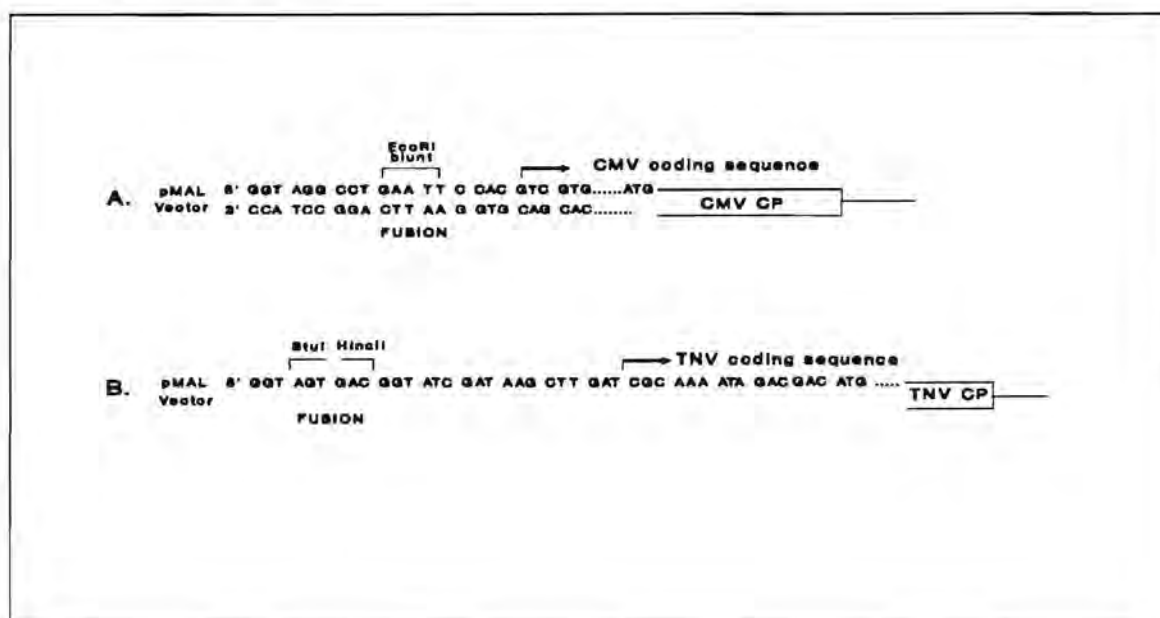 EcoRI
blunt
CMV coding sequence
A. pMAL 5' GGT AGG CCT GAA TT C CAC GTC GTG......ATG
Vector 3' CCA TCC GGA CTT AA G GTG CAG CAC........
CMV CP
FUSION
StuI HincII
TNV coding sequence
B. pMAL 5' GGT AGT GAC GGT ATC GAT AAG CTT GAT CGC AAA ATA GACGAC ATG .....
Vector
TNV CP
FUSION